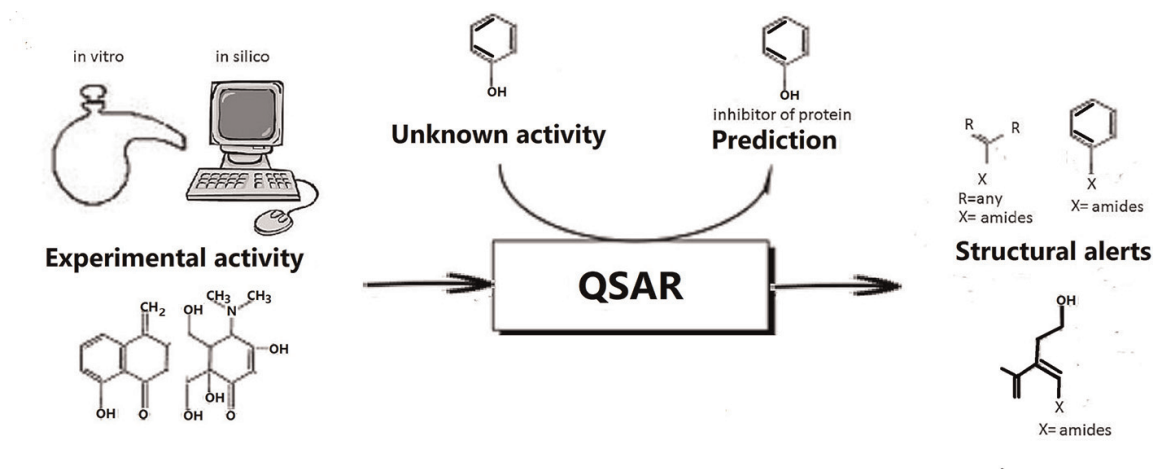 in vitro
in silico
Experimental activity
CH2
OH
O
CH3
CH3
N
OH
OH
OH
OH
O
OH
Unknown activity
OH
inhibitor of protein
Prediction
QSAR
R
R
X
R=any
X= amides
X
X= amides
Structural alerts
OH
X
X= amides